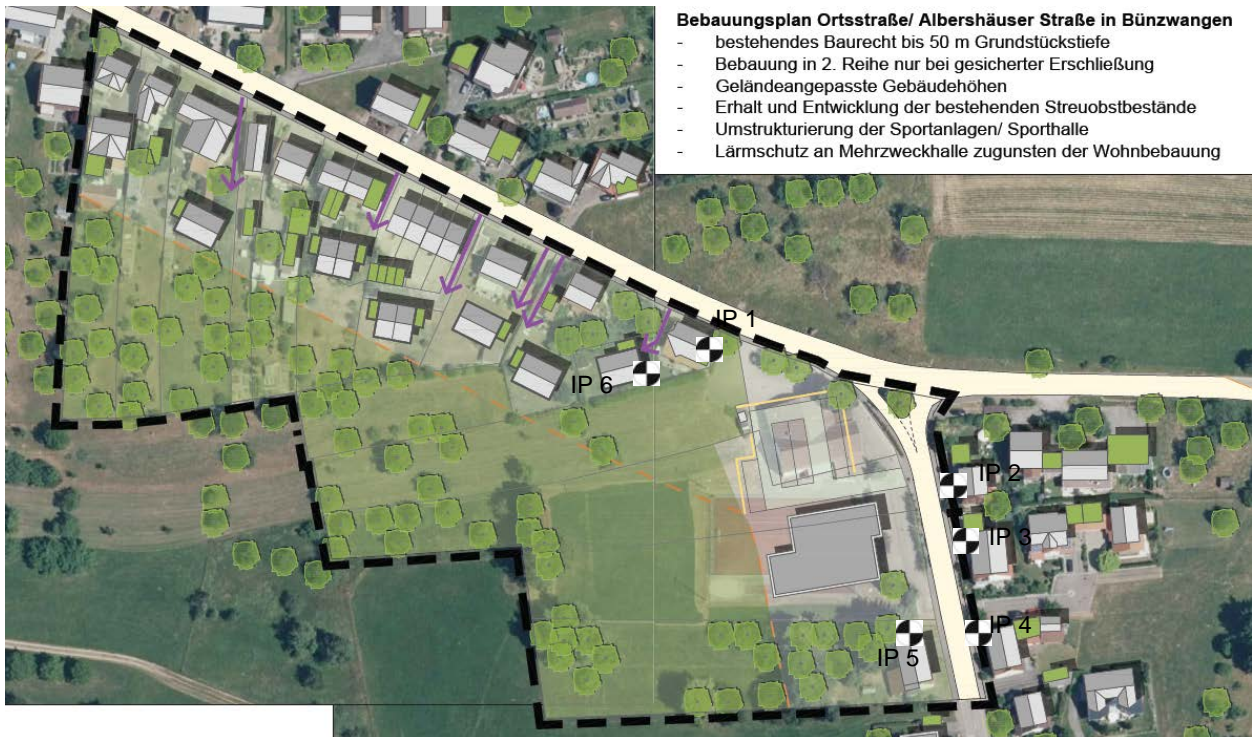 Bebauungsplan Ortsstraße/ Albershäuser Straße in Bünzwangen
- bestehendes Baurecht bis 50 m Grundstückstiefe
- Bebauung in 2. Reihe nur bei gesicherter Erschließung
- Geländeangepasste Gebäudehöhen
- Erhalt und Entwicklung der bestehenden Streuobstbestände
- Umstrukturierung der Sportanlagen/ Sporthalle
- Lärmschutz an Mehrzweckhalle zugunsten der Wohnbebauung
IP 1
IP 6
IP 2
IP 3
IP 4
IP 5